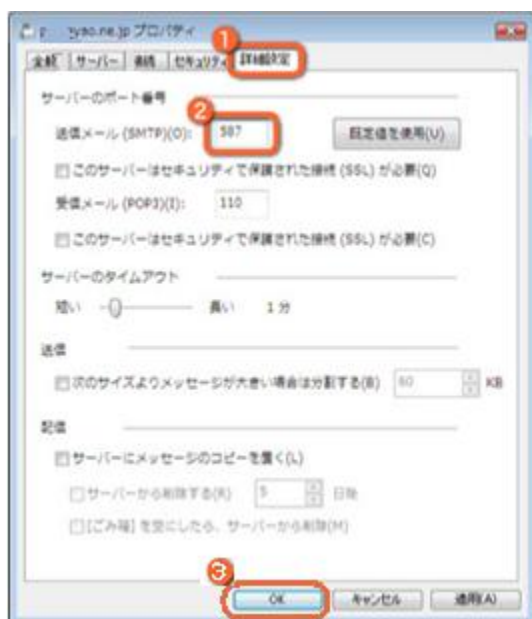 .ne.jp プロパティ
①
全般 サーバー 接続 セキュリティ 詳細設定
サーバーのポート番号
②
送信メール (SMTP)(O): 587 既定値を使用(U)
このサーバーはセキュリティで保護された接続 (SSL) が必要(Q)
受信メール (POP3)(I): 110
このサーバーはセキュリティで保護された接続 (SSL) が必要(C)
サーバーのタイムアウト
短い 長い 1 分
送信
次のサイズよりメッセージが大きい場合は分割する(B) 60 KB
配信
サーバーにメッセージのコピーを置く(L)
サーバーから削除する(R) 5 日後
[ごみ箱] を空にしたら、サーバーから削除(M)
③
OK キャンセル 適用(A)